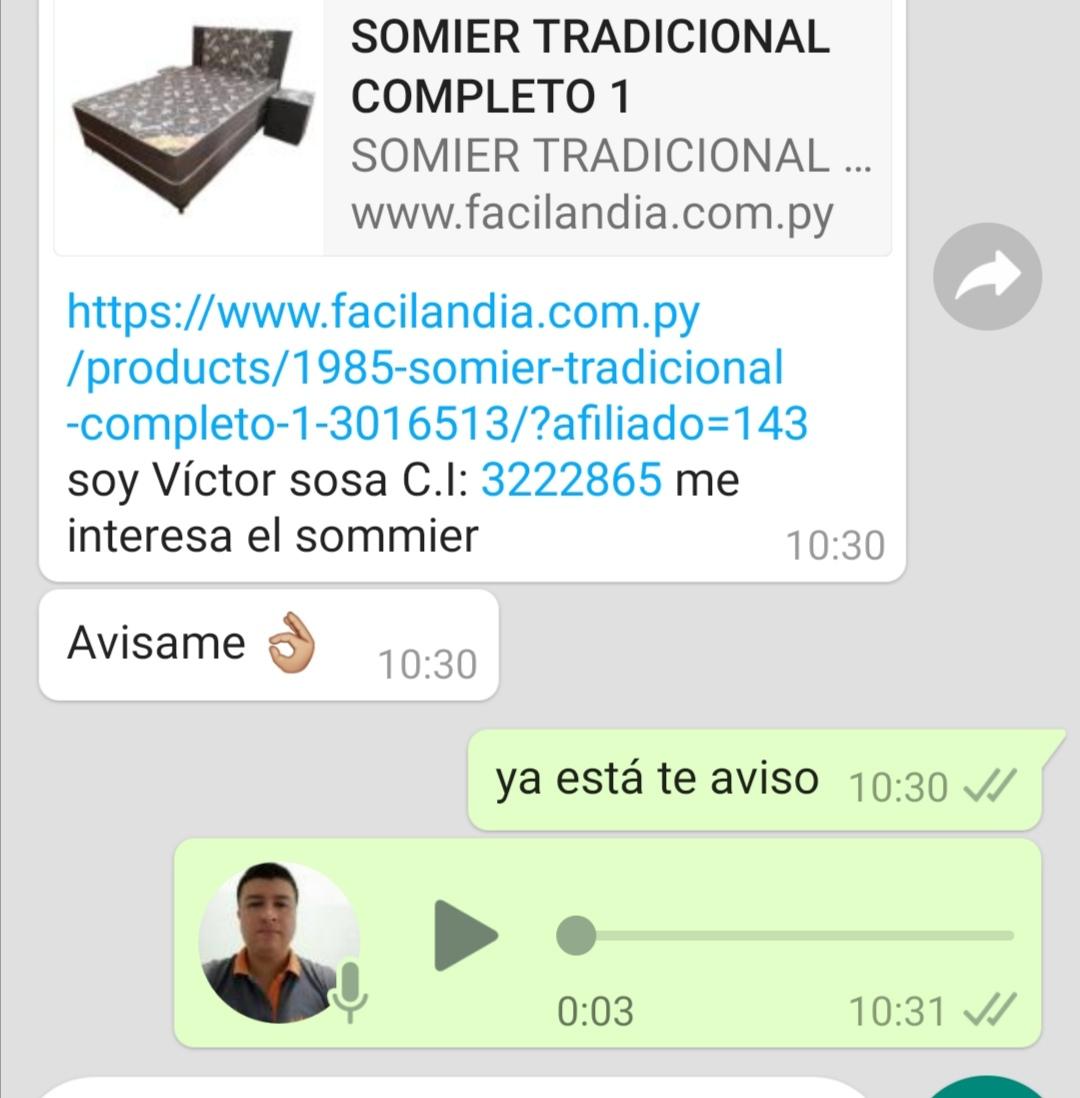 SOMIER TRADICIONAL
COMPLETO 1
SOMIER TRADICIONAL ...
www.facilandia.com.py
https://www.facilandia.com.py
/products/1985-somier-tradicional
-completo-1-3016513/?afiliado=143
soy Víctor sosa C.I: 3222865 me
interesa el sommier
10:30
Avisame 👌🏼
10:30
ya está te aviso 10:30
0:03 10:31